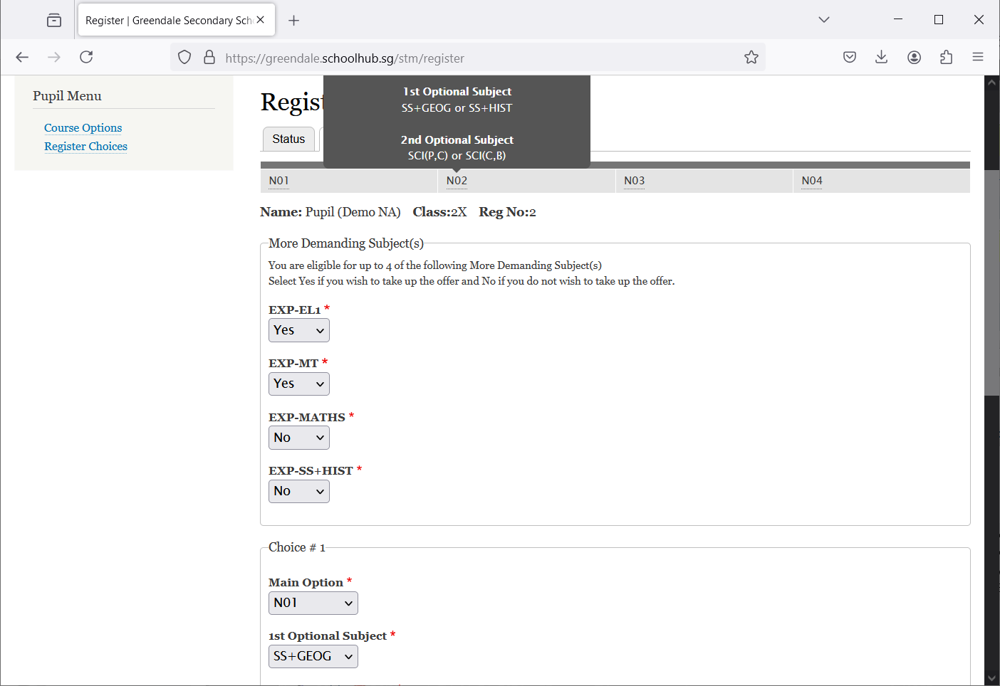 Register | Greendale Secondary Sch
https://greendale.schoolhub.sg/stm/register
Pupil Menu
Course Options
Register Choices
1st Optional Subject
SS+GEOG or SS+HIST
2nd Optional Subject
SCI(P,C) or SCI(C,B)
Status
N01
N02
N03
N04
Name: Pupil (Demo NA) Class:2X Reg No:2
More Demanding Subject(s)
You are eligible for up to 4 of the following More Demanding Subject(s)
Select Yes if you wish to take up the offer and No if you do not wish to take up the offer.
EXP-EL1 *
Yes
EXP-MT *
Yes
EXP-MATHS *
No
EXP-SS+HIST *
No
Choice # 1
Main Option *
N01
1st Optional Subject *
SS+GEOG